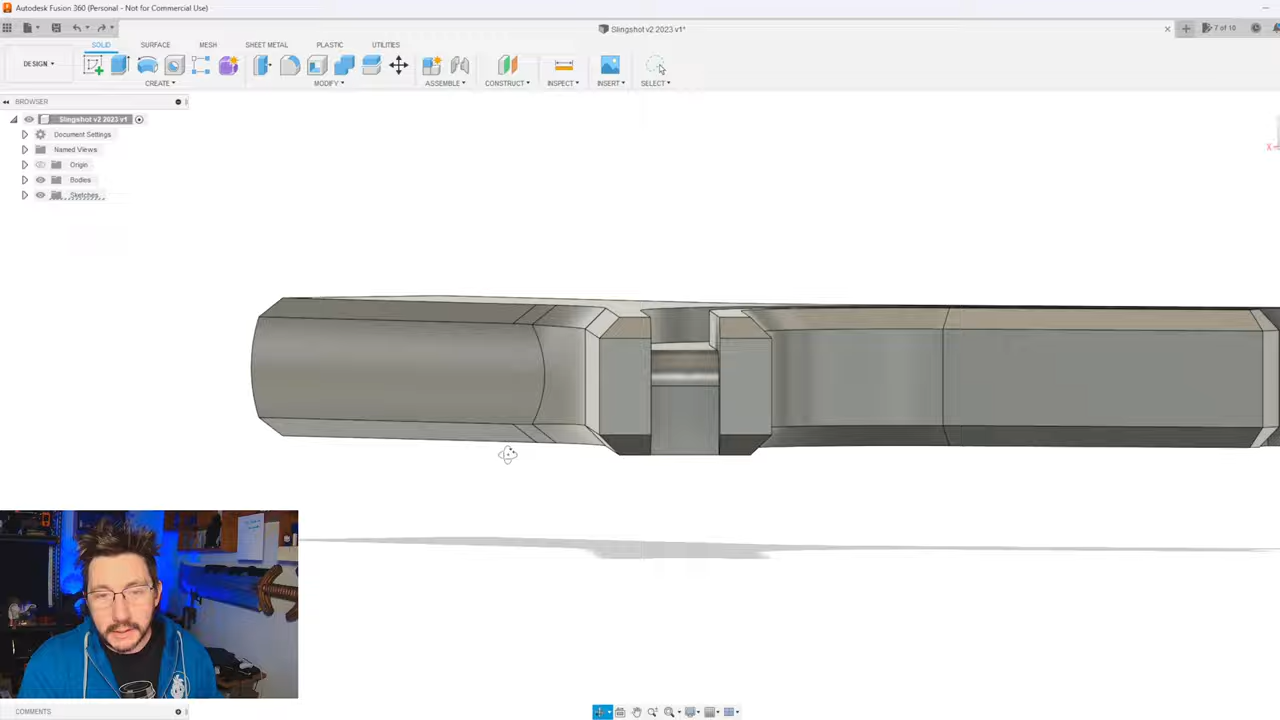 Autodesk Fusion 360 (Personal - Not for Commercial Use)
Slingshot v2 2023 v1*
7 of 10
SOLID SURFACE MESH SHEET METAL PLASTIC UTILITIES
DESIGN
CREATE MODIFY ASSEMBLE CONSTRUCT INSPECT INSERT SELECT
BROWSER
Slingshot v2 2023 v1
Document Settings
Named Views
Origin
Bodies
Sketches
X
COMMENTS